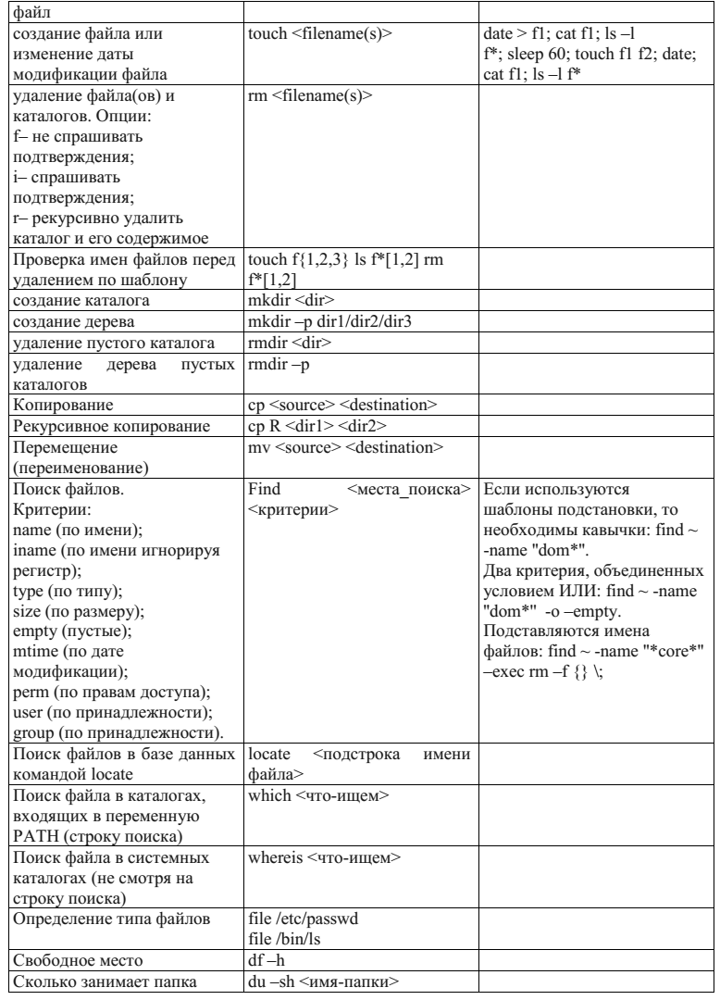 файл
создание файла или
изменение даты
модификации файла
touch <filename(s)>
date > f1; cat f1; ls –l
f*; sleep 60; touch f1 f2; date;
cat f1; ls –l f*
удаление файла(ов) и
каталогов. Опции:
f– не спрашивать
подтверждения;
i– спрашивать
подтверждения;
r– рекурсивно удалить
каталог и его содержимое
rm <filename(s)>
Проверка имен файлов перед
удалением по шаблону
touch f{1,2,3} ls f*[1,2] rm
f*[1,2]
создание каталога
mkdir <dir>
создание дерева
mkdir –p dir1/dir2/dir3
удаление пустого каталога
rmdir <dir>
удаление дерева пустых
каталогов
rmdir –p
Копирование
cp <source> <destination>
Рекурсивное копирование
cp R <dir1> <dir2>
Перемещение
(переименование)
mv <source> <destination>
Поиск файлов.
Критерии:
name (по имени);
iname (по имени игнорируя
регистр);
type (по типу);
size (по размеру);
empty (пустые);
mtime (по дате
модификации);
perm (по правам доступа);
user (по принадлежности);
group (по принадлежности).
Find <места_поиска>
<критерии>
Если используются
шаблоны подстановки, то
необходимы кавычки: find ~
-name "dom*".
Два критерия, объединенных
условием ИЛИ: find ~ -name
"dom*" -o –empty.
Подставляются имена
файлов: find ~ -name "*core*"
–exec rm –f {} \;
Поиск файлов в базе данных
командой locate
locate <подстрока имени
файла>
Поиск файла в каталогах,
входящих в переменную
PATH (строку поиска)
which <что-ищем>
Поиск файла в системных
каталогах (не смотря на
строку поиска)
whereis <что-ищем>
Определение типа файлов
file /etc/passwd
file /bin/ls
Свободное место
df –h
Сколько занимает папка
du –sh <имя-папки>